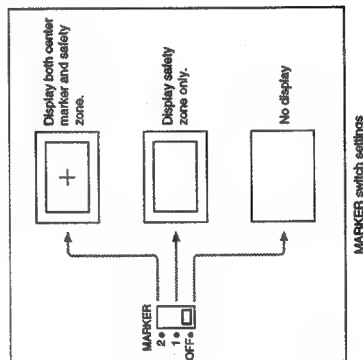 MARKER
2
1
OFF
Display both center
marker and safety
zone.
Display safety
zone only.
No display
MARKER switch settings